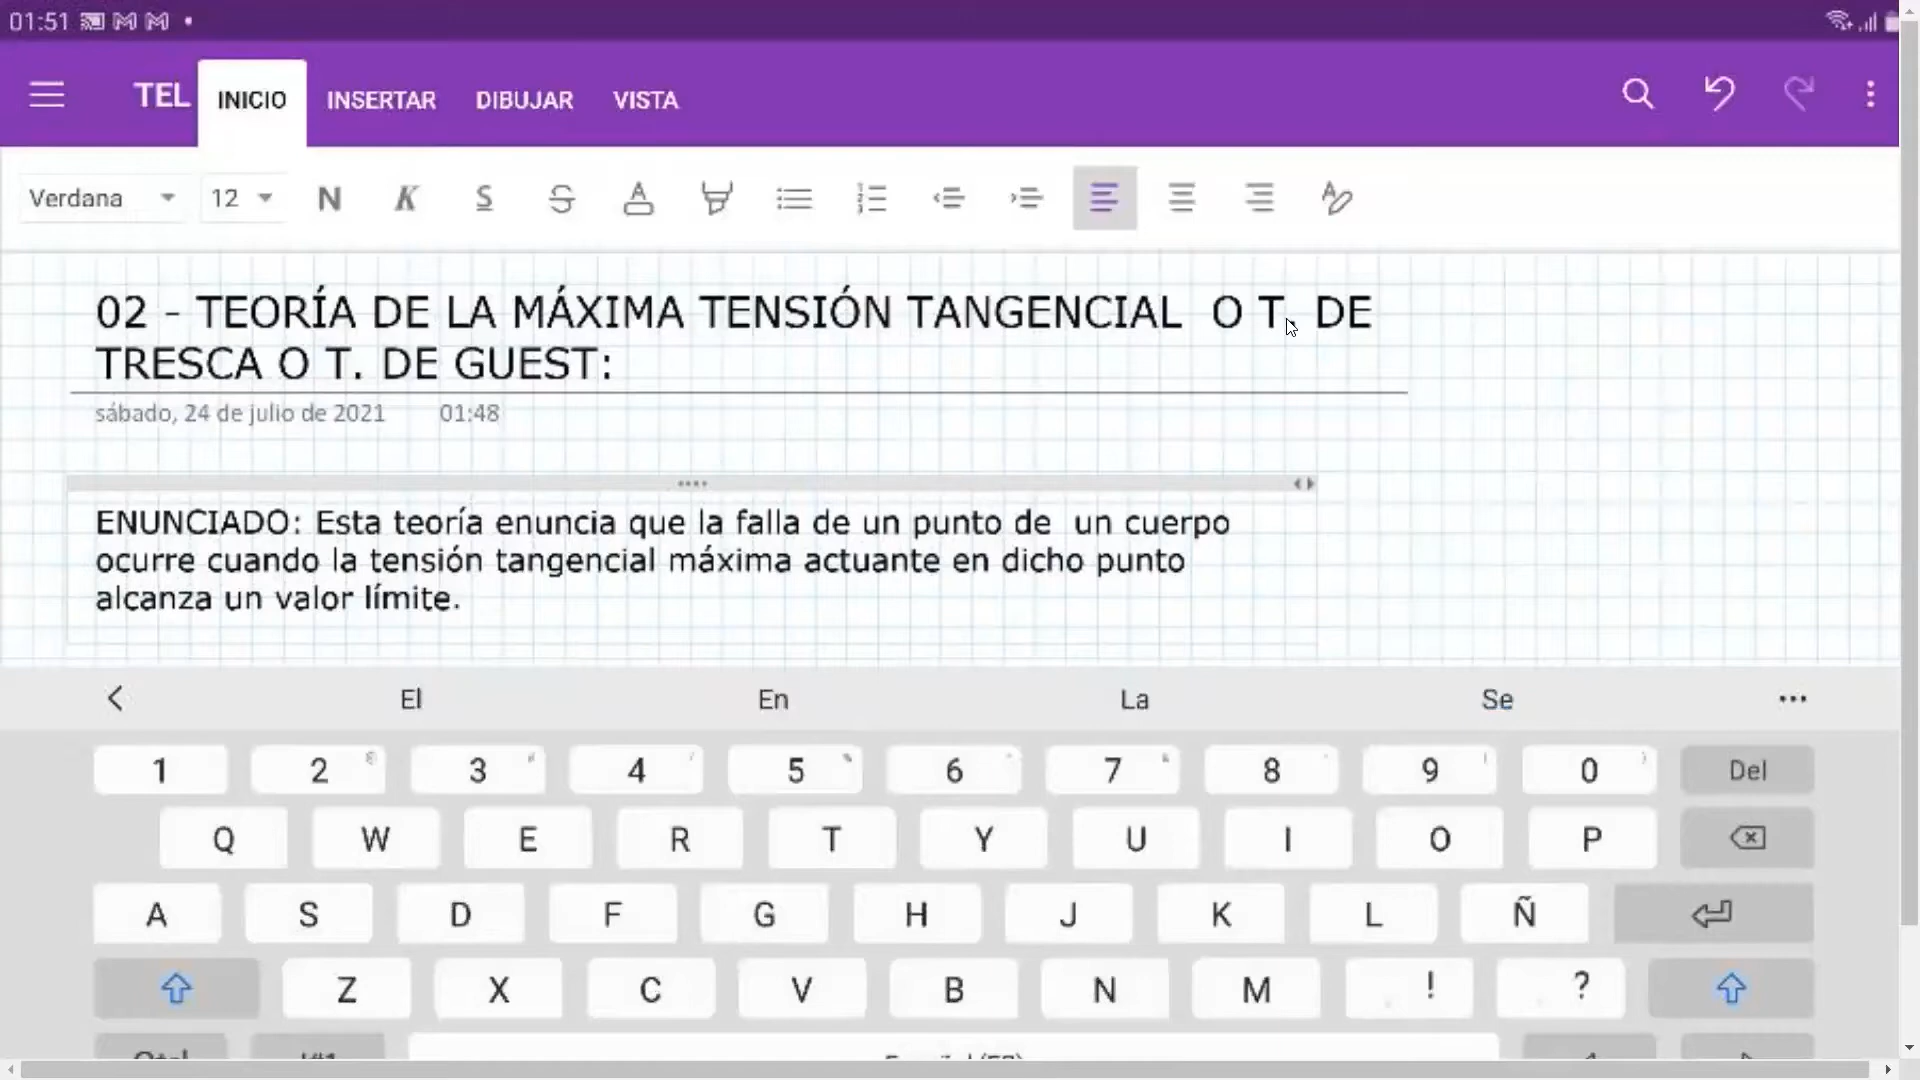 01:51
TEL INICIO INSERTAR DIBUJAR VISTA
Verdana 12 N K S
02 - TEORÍA DE LA MÁXIMA TENSIÓN TANGENCIAL O T. DE
TRESCA O T. DE GUEST:
sábado, 24 de julio de 2021 01:48
ENUNCIADO: Esta teoría enuncia que la falla de un punto de un cuerpo
ocurre cuando la tensión tangencial máxima actuante en dicho punto
alcanza un valor límite.
El En La Se
1 2 3 4 5 6 7 8 9 0 Del
Q W E R T Y U I O P
A S D F G H J K L Ñ
Z X C V B N M ! ?